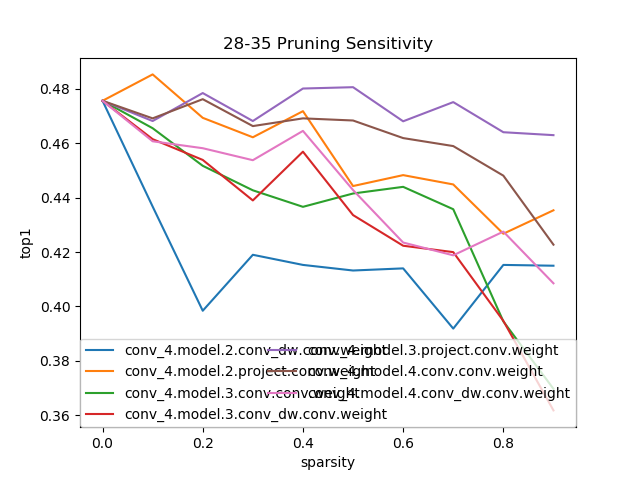 28-35 Pruning Sensitivity
top1
0.48
0.46
0.44
0.42
0.40
0.38
0.36
conv_4.model.2.conv_dw.conv.weight
conv_4.model.2.project.conv.weight
conv_4.model.3.conv.conv.weight
conv_4.model.3.conv_dw.conv.weight
conv_4.model.3.project.conv.weight
conv_4.model.4.conv.conv.weight
conv_4.model.4.conv_dw.conv.weight
0.0 0.2 0.4 0.6 0.8
sparsity